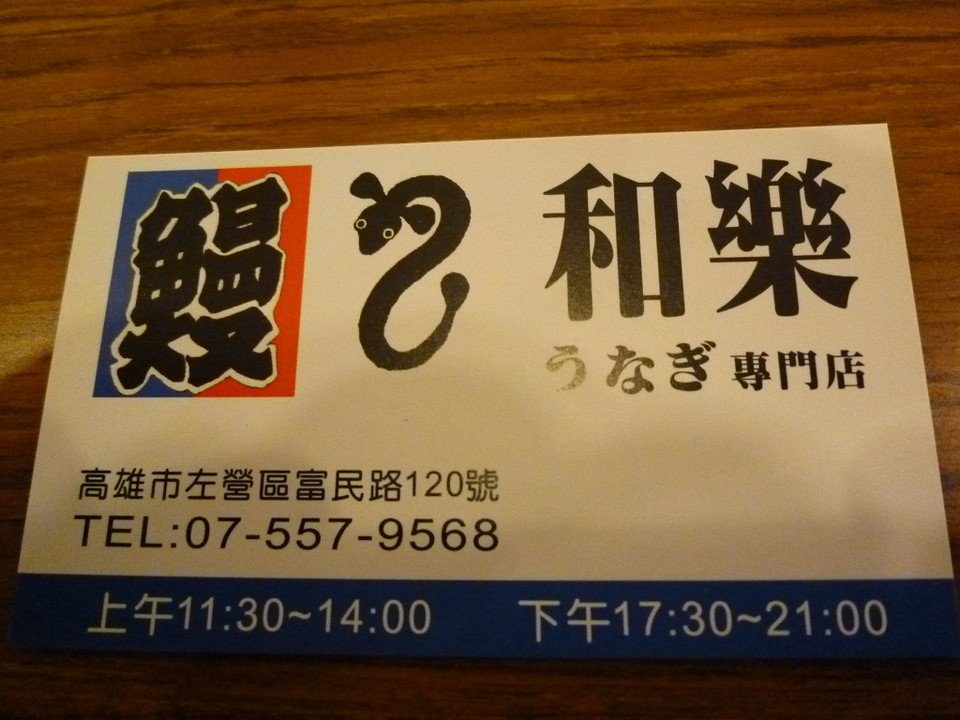 鰻
和樂
うなぎ 專門店
高雄市左營區富民路120號
TEL:07-557-9568
上午11:30~14:00 下午17:30~21:00